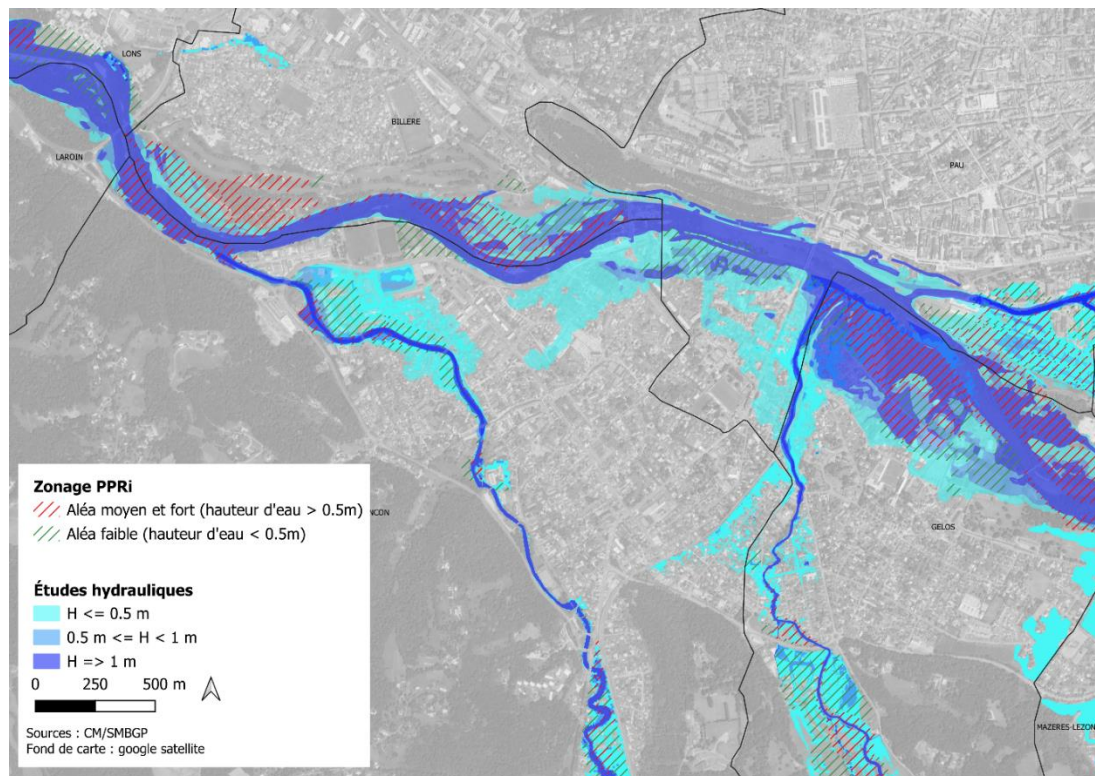 LONS
BILLERE
LAROIN
PAU
Zonage PPRi
Aléa moyen et fort (hauteur d'eau > 0.5m)
NCON
Aléa faible (hauteur d'eau < 0.5m)
GELOS
Études hydrauliques
H <= 0.5 m
0.5 m <= H < 1 m
H => 1 m
0 250 500 m
Sources : CM/SMBGP
Fond de carte : google satellite
MAZERES-LEZON